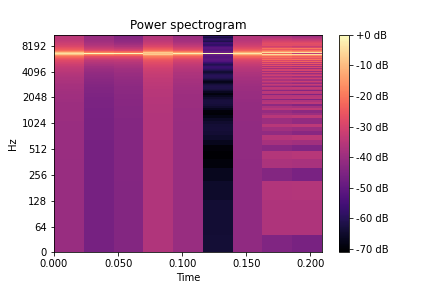 Power spectrogram
+0 dB
8192
-10 dB
4096
2048
-20 dB
1024
-30 dB
Hz
512
-40 dB
256
-50 dB
128
-60 dB
64
0
-70 dB
0.000 0.050 0.100 0.150 0.200
Time